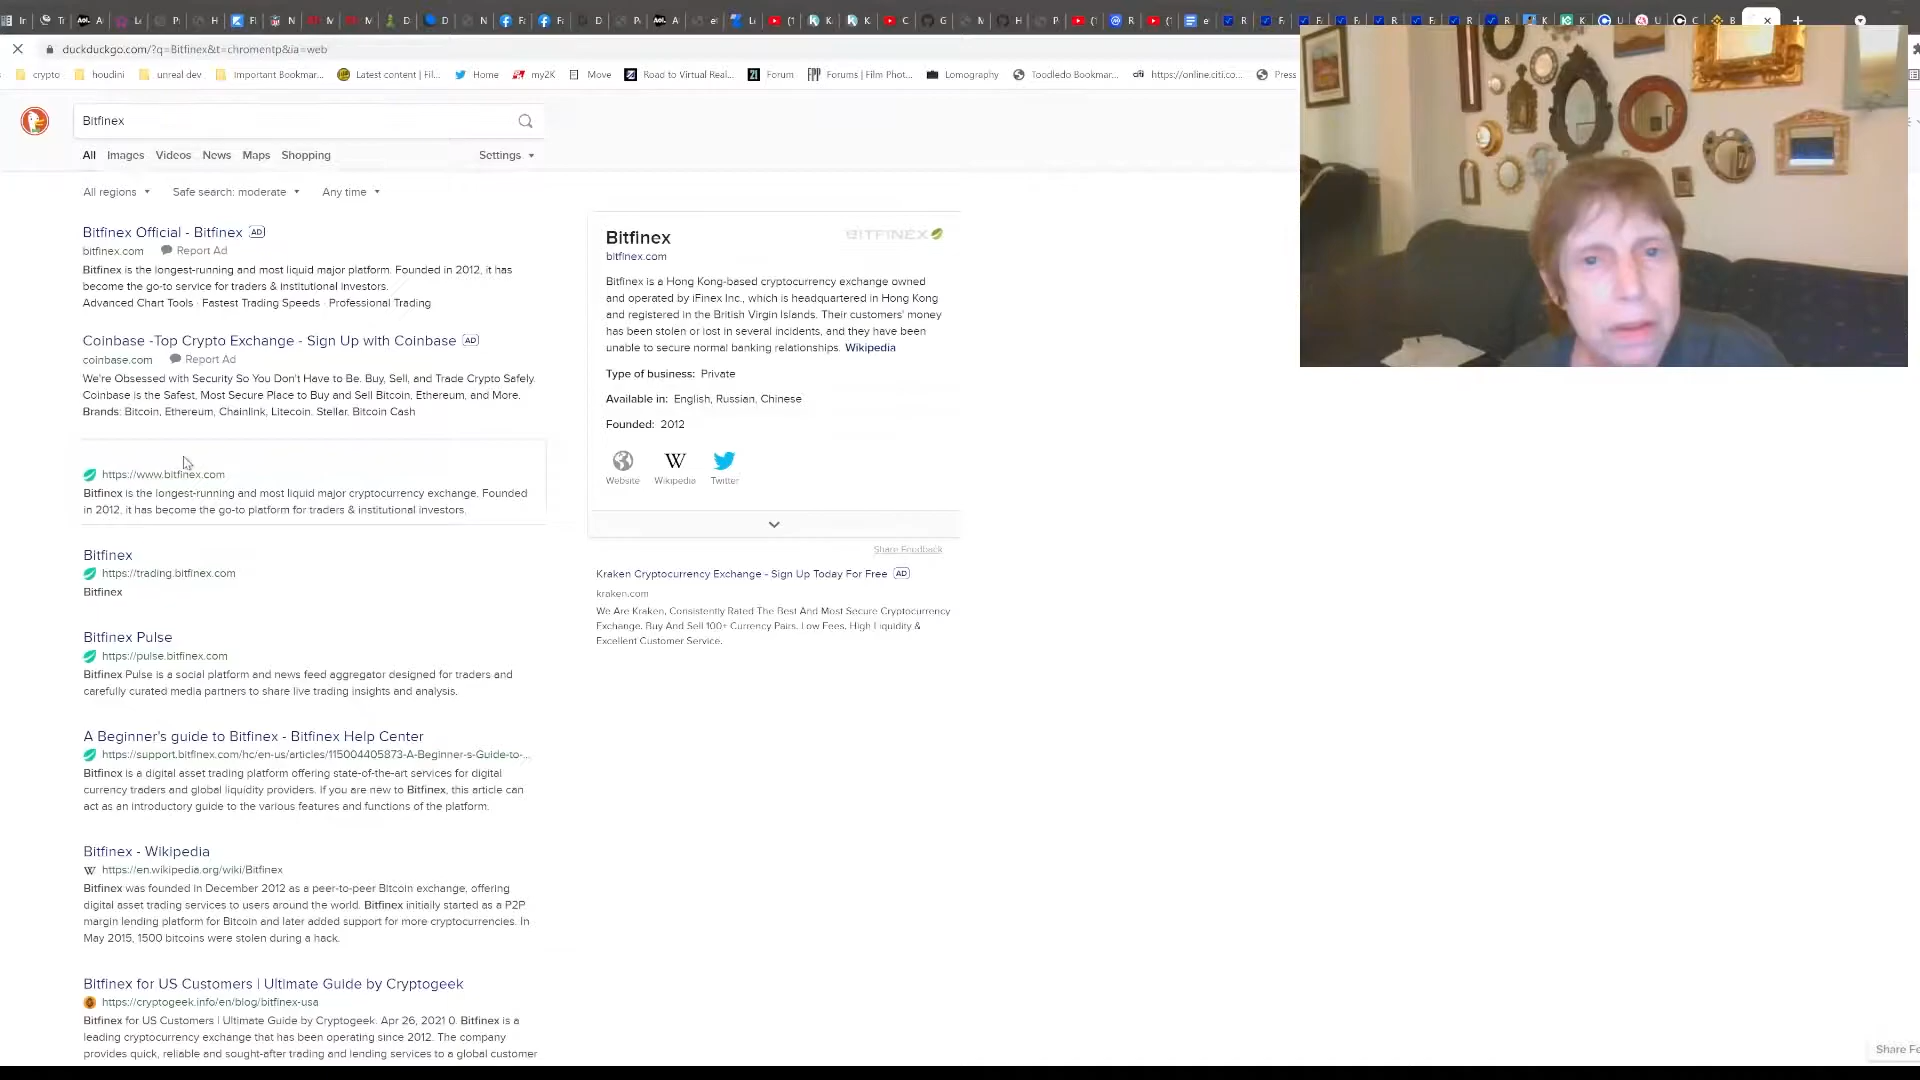 duckduckgo.com/?q=Bitfinex&t=chromentp&ia=web
crypto houdini unreal dev Important Bookmar... Latest content | Fil... Home my2K Move Road to Virtual Real... Forum Forums | Film Phot... Lomography Toodledo Bookmar... https://online.citi.co... Press
Bitfinex
All Images Videos News Maps Shopping Settings
All regions Safe search: moderate Any time
Bitfinex Official - Bitfinex AD
bitfinex.com Report Ad
Bitfinex is the longest-running and most liquid major platform. Founded in 2012, it has
become the go-to service for traders & institutional investors.
Advanced Chart Tools · Fastest Trading Speeds · Professional Trading
Coinbase -Top Crypto Exchange - Sign Up with Coinbase AD
coinbase.com Report Ad
We're Obsessed with Security So You Don't Have to Be. Buy, Sell, and Trade Crypto Safely.
Coinbase is the Safest, Most Secure Place to Buy and Sell Bitcoin, Ethereum, and More.
Brands: Bitcoin, Ethereum, Chainlink, Litecoin, Stellar, Bitcoin Cash
https://www.bitfinex.com
Bitfinex is the longest-running and most liquid major cryptocurrency exchange. Founded
in 2012, it has become the go-to platform for traders & institutional investors.
Bitfinex
https://trading.bitfinex.com
Bitfinex
Bitfinex Pulse
https://pulse.bitfinex.com
Bitfinex Pulse is a social platform and news feed aggregator designed for traders and
carefully curated media partners to share live trading insights and analysis.
A Beginner's guide to Bitfinex - Bitfinex Help Center
https://support.bitfinex.com/hc/en-us/articles/115004405873-A-Beginner-s-Guide-to-...
Bitfinex is a digital asset trading platform offering state-of-the-art services for digital
currency traders and global liquidity providers. If you are new to Bitfinex, this article can
act as an introductory guide to the various features and functions of the platform.
Bitfinex - Wikipedia
W https://en.wikipedia.org/wiki/Bitfinex
Bitfinex was founded in December 2012 as a peer-to-peer Bitcoin exchange, offering
digital asset trading services to users around the world. Bitfinex initially started as a P2P
margin lending platform for Bitcoin and later added support for more cryptocurrencies. In
May 2015, 1500 bitcoins were stolen during a hack.
Bitfinex for US Customers | Ultimate Guide by Cryptogeek
https://cryptogeek.info/en/blog/bitfinex-usa
Bitfinex for US Customers | Ultimate Guide by Cryptogeek. Apr 26, 2021 0. Bitfinex is a
leading cryptocurrency exchange that has been operating since 2012. The company
provides quick, reliable and sought-after trading and lending services to a global customer
Bitfinex BITFINEX
bitfinex.com
Bitfinex is a Hong Kong-based cryptocurrency exchange owned
and operated by iFinex Inc., which is headquartered in Hong Kong
and registered in the British Virgin Islands. Their customers' money
has been stolen or lost in several incidents, and they have been
unable to secure normal banking relationships. Wikipedia
Type of business: Private
Available in: English, Russian, Chinese
Founded: 2012
W
Website Wikipedia Twitter
Share Feedback
Kraken Cryptocurrency Exchange - Sign Up Today For Free AD
kraken.com
We Are Kraken, Consistently Rated The Best And Most Secure Cryptocurrency
Exchange. Buy And Sell 100+ Currency Pairs. Low Fees, High Liquidity &
Excellent Customer Service.
Share Fe